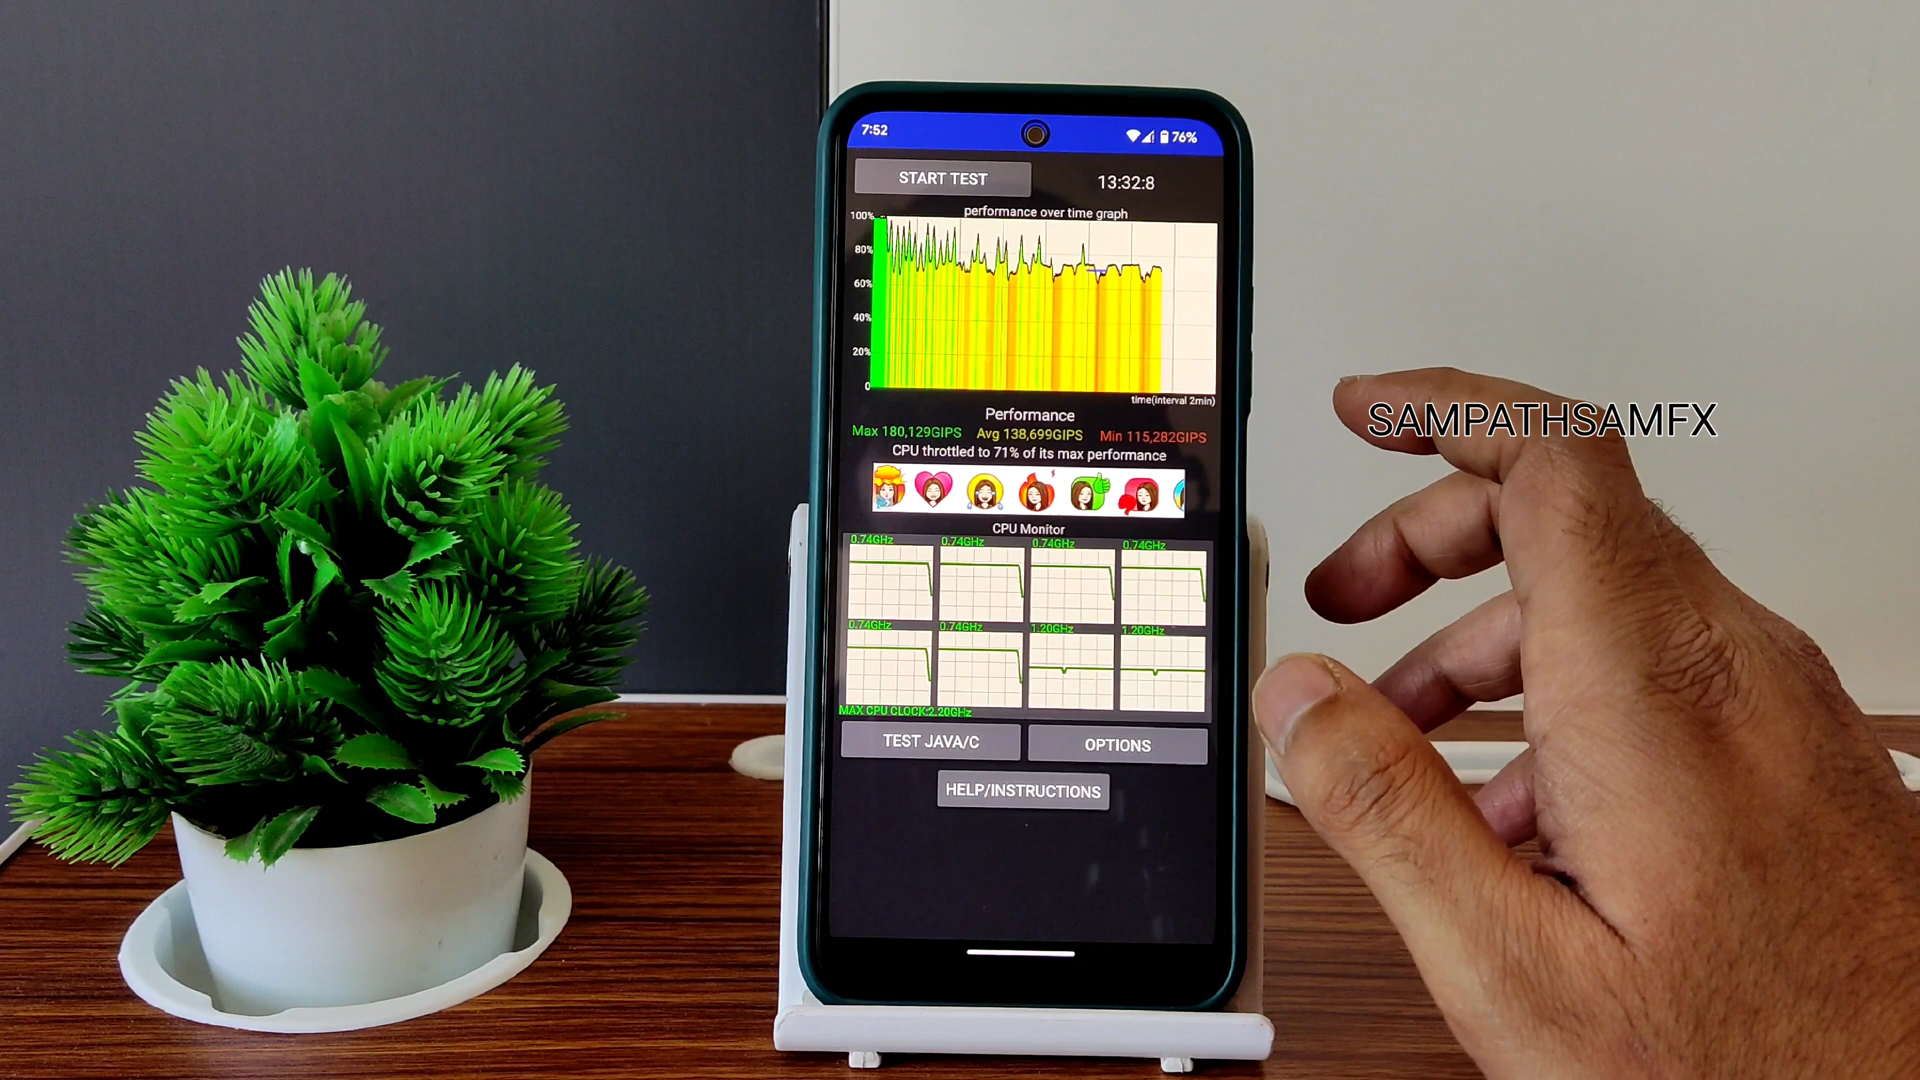 7:52
76%
START TEST
13:32:8
performance over time graph
100%
80%
60%
40%
20%
0
time(interval 2min)
Performance
Max 180,129GIPS Avg 138,699GIPS Min 115,282GIPS
CPU throttled to 71% of its max performance
CPU Monitor
0.74GHz 0.74GHz 0.74GHz 0.74GHz
0.74GHz 0.74GHz 1.20GHz 1.20GHz
MAX CPU CLOCK:2.20GHz
TEST JAVA/C
OPTIONS
HELP/INSTRUCTIONS
SAMPATHSAMFX